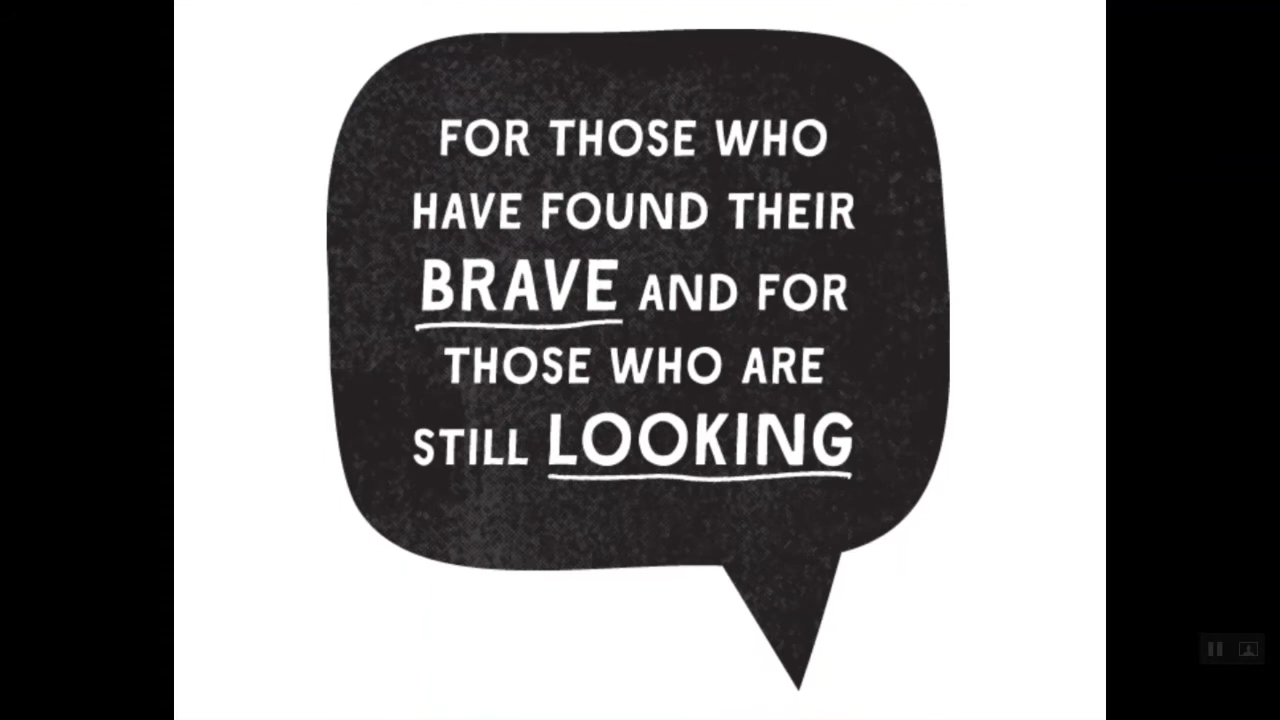 FOR THOSE WHO
HAVE FOUND THEIR
BRAVE AND FOR
THOSE WHO ARE
STILL LOOKING